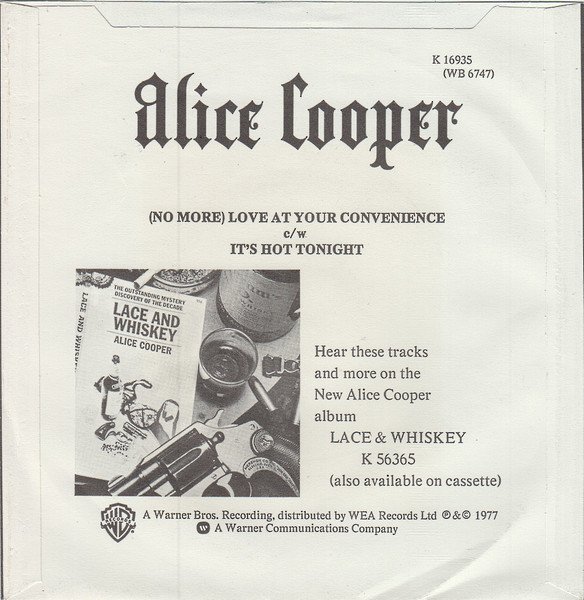 K 16935
(WB 6747)
Alice Cooper
(NO MORE) LOVE AT YOUR CONVENIENCE
c/w
IT'S HOT TONIGHT
THE OUTSTANDING MYSTERY
DISCOVERY OF THE DECADE
LACE AND
WHISKEY
ALICE COOPER
LACE AND WHISKEY
Hear these tracks
and more on the
New Alice Cooper
album
LACE & WHISKEY
K 56365
(also available on cassette)
WB
A Warner Bros. Recording, distributed by WEA Records Ltd ℗ & © 1977
A Warner Communications Company